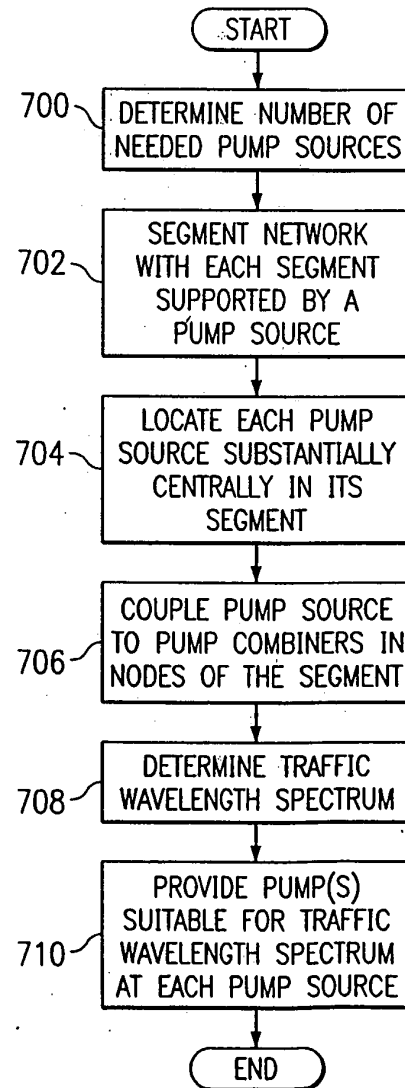 START
700
DETERMINE NUMBER OF
NEEDED PUMP SOURCES
702
SEGMENT NETWORK
WITH EACH SEGMENT
SUPPORTED BY A
PUMP SOURCE
704
LOCATE EACH PUMP
SOURCE SUBSTANTIALLY
CENTRALLY IN ITS
SEGMENT
706
COUPLE PUMP SOURCE
TO PUMP COMBINERS IN
NODES OF THE SEGMENT
708
DETERMINE TRAFFIC
WAVELENGTH SPECTRUM
710
PROVIDE PUMP(S)
SUITABLE FOR TRAFFIC
WAVELENGTH SPECTRUM
AT EACH PUMP SOURCE
END